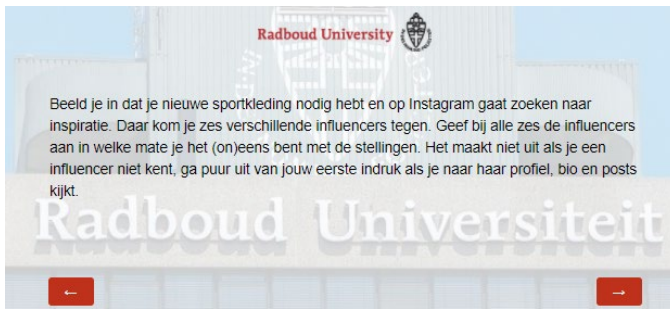 Radboud University
Beeld je in dat je nieuwe sportkleding nodig hebt en op Instagram gaat zoeken naar
inspiratie. Daar kom je zes verschillende influencers tegen. Geef bij alle zes de influencers
aan in welke mate je het (on)eens bent met de stellingen. Het maakt niet uit als je een
influencer niet kent, ga puur uit van jouw eerste indruk als je naar haar profiel, bio en posts
kijkt.
Radboud Universiteit
← →